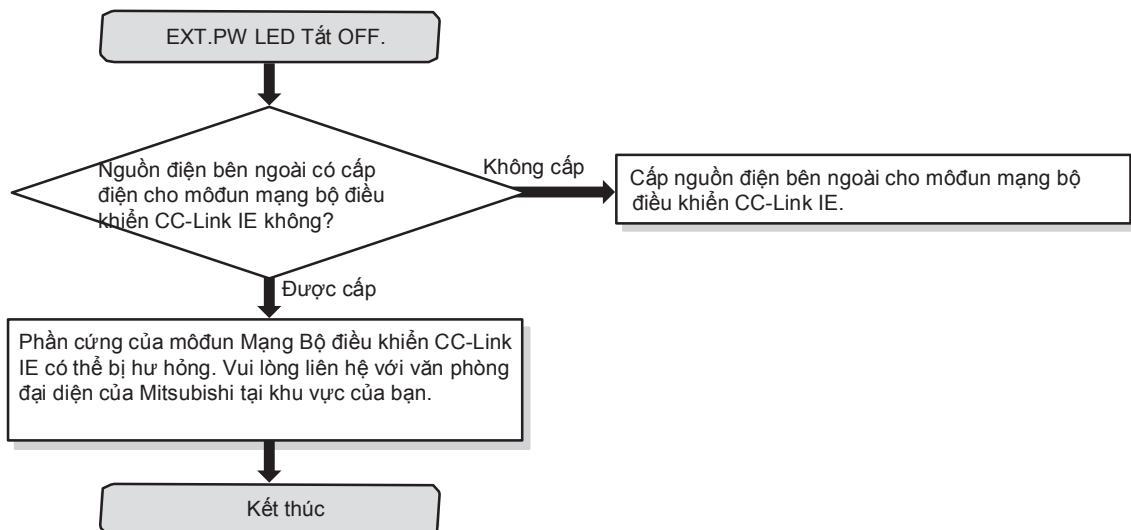 EXT.PW LED Tắt OFF.
Nguồn điện bên ngoài có cấp
điện cho môđun mạng bộ điều
khiển CC-Link IE không?
Không cấp
Cấp nguồn điện bên ngoài cho môđun mạng bộ
điều khiển CC-Link IE.
Được cấp
Phần cứng của môđun Mạng Bộ điều khiển CC-Link
IE có thể bị hư hỏng. Vui lòng liên hệ với văn phòng
đại diện của Mitsubishi tại khu vực của bạn.
Kết thúc